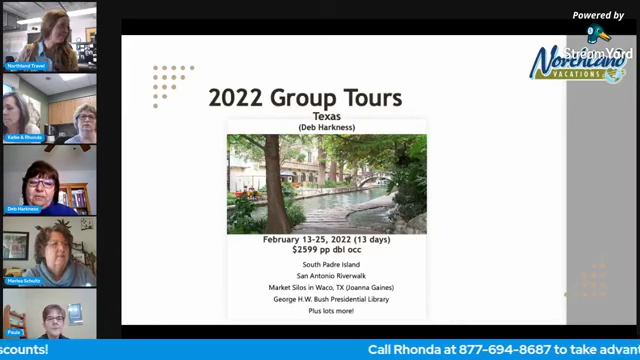 Powered by
StreamYard
Northland
VACATIONS
Northland Travel
Katie & Rhonda
Deb Harkness
Marisa Schultz
Paula
2022 Group Tours
Texas
(Deb Harkness)
February 13-25, 2022 (13 days)
$2599 pp dbl occ
South Padre Island
San Antonio Riverwalk
Market Silos in Waco, TX (Joanna Gaines)
George H.W. Bush Presidential Library
Plus lots more!
scounts!
Call Rhonda at 877-694-8687 to take advan